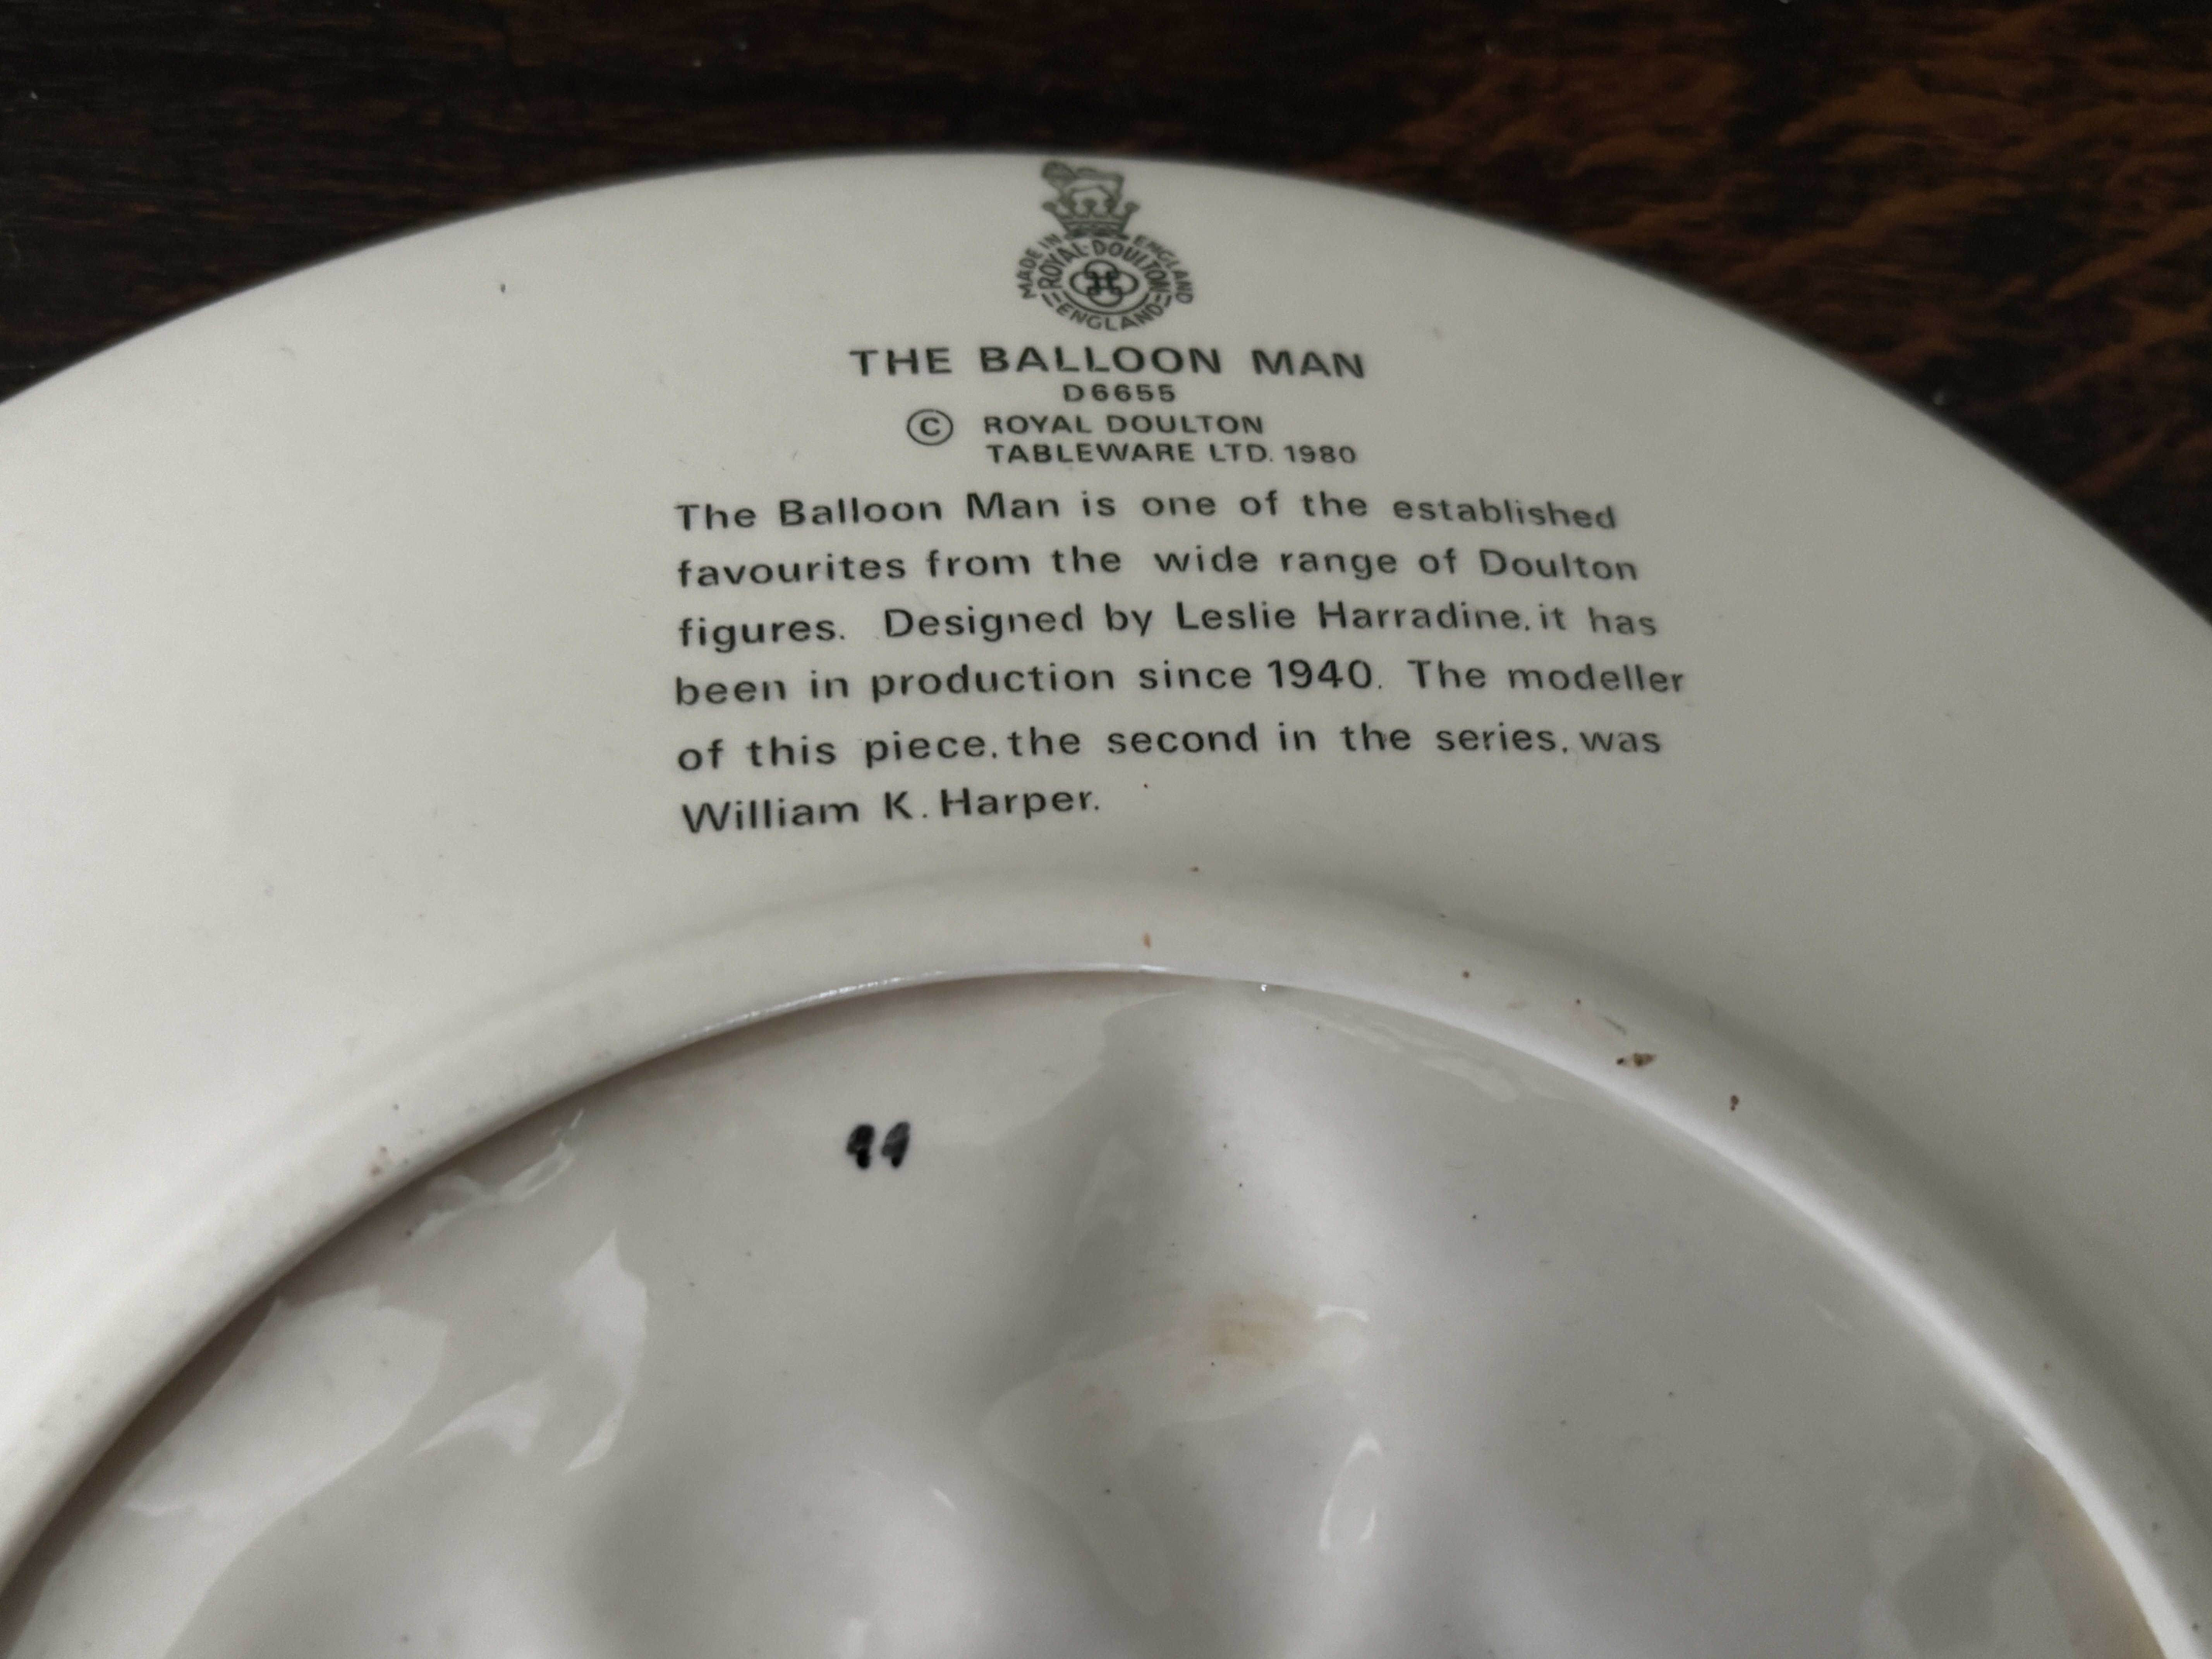 MADE IN ENGLAND
ROYAL·DOULTON
ENGLAND
THE BALLOON MAN
D6655
© ROYAL DOULTON
TABLEWARE LTD. 1980
The Balloon Man is one of the established
favourites from the wide range of Doulton
figures. Designed by Leslie Harradine, it has
been in production since 1940. The modeller
of this piece, the second in the series, was
William K. Harper.